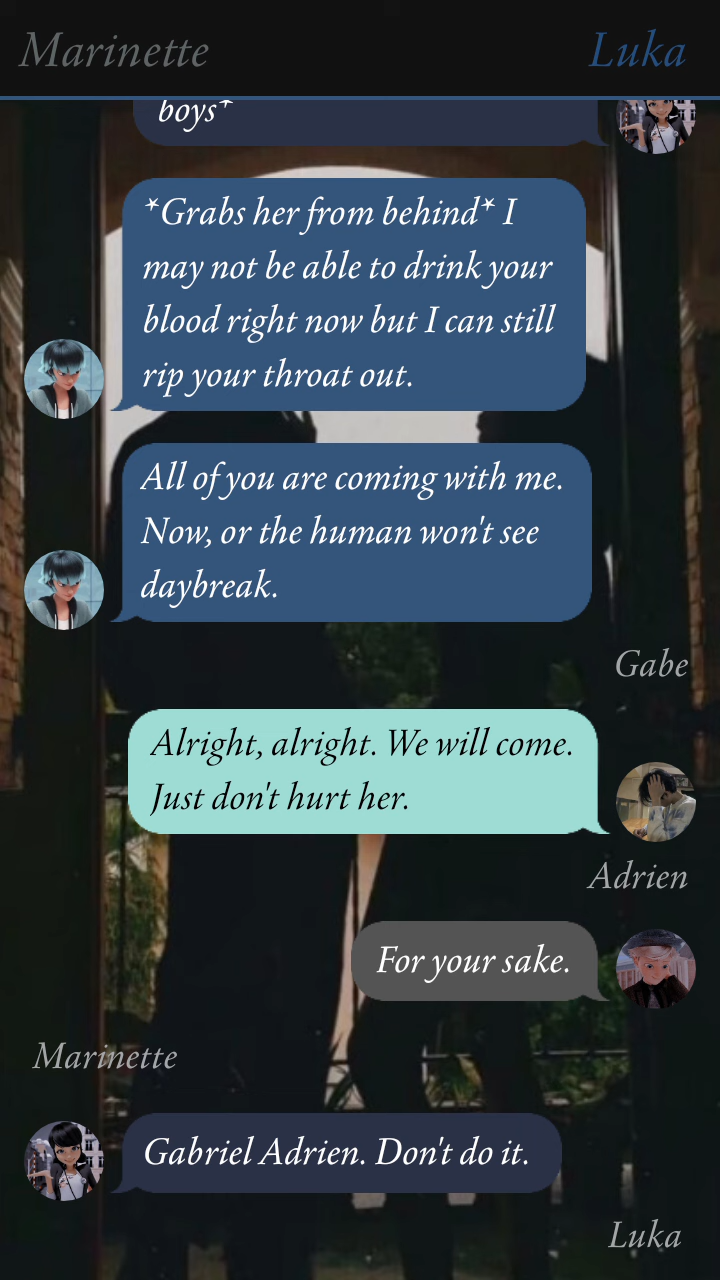 Marinette
Luka
boys*
*Grabs her from behind* I
may not be able to drink your
blood right now but I can still
rip your throat out.
All of you are coming with me.
Now, or the human won't see
daybreak.
Gabe
Alright, alright. We will come.
Just don't hurt her.
Adrien
For your sake.
Marinette
Gabriel Adrien. Don't do it.
Luka